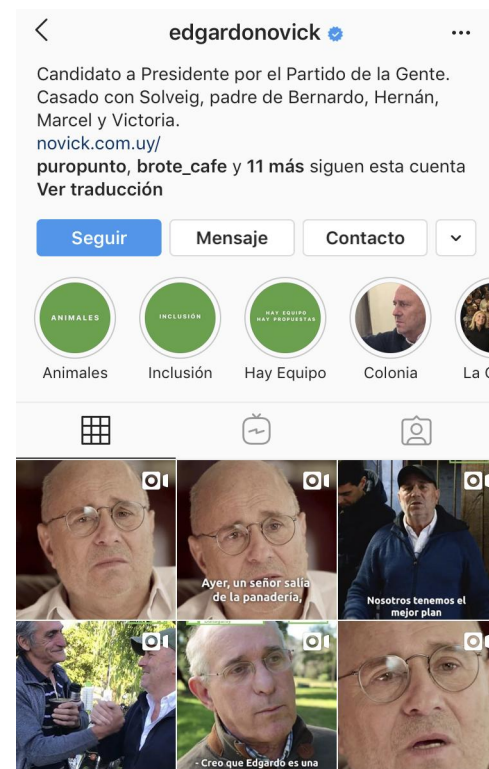 edgardonovick
Candidato a Presidente por el Partido de la Gente.
Casado con Solveig, padre de Bernardo, Hernán,
Marcel y Victoria.
novick.com.uy/
puropunto, brote_cafe y 11 más siguen esta cuenta
Ver traducción
Seguir Mensaje Contacto
ANIMALES INCLUSIÓN HAY EQUIPO
HAY PROPUESTAS
Animales Inclusión Hay Equipo Colonia La
Ayer, un señor salía
de la panadería,
Nosotros tenemos el
mejor plan
- Creo que Edgardo es una